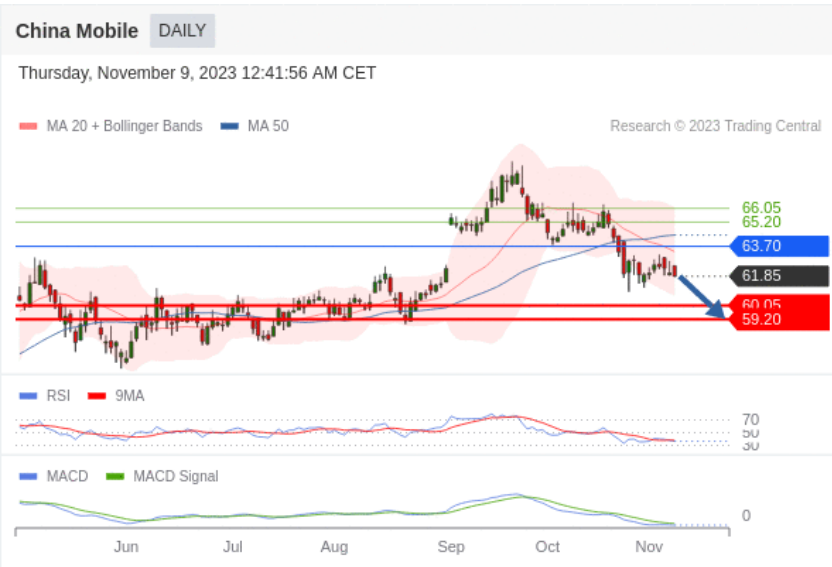 China Mobile DAILY
Thursday, November 9, 2023 12:41:56 AM CET
MA 20 + Bollinger Bands MA 50 Research © 2023 Trading Central
66.05
65.20
63.70
61.85
60.05
59.20
RSI 9MA
70
50
30
MACD MACD Signal
0
Jun Jul Aug Sep Oct Nov